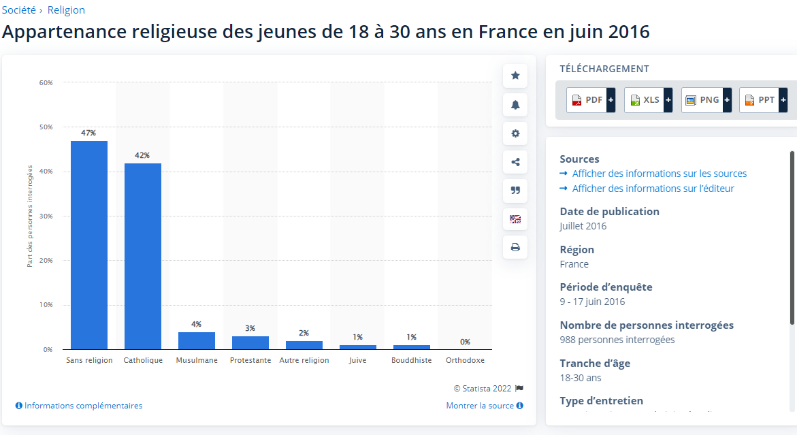 Société › Religion
Appartenance religieuse des jeunes de 18 à 30 ans en France en juin 2016
60%
50%
40%
30%
20%
10%
0%
Part des personnes interrogées
47%
42%
4%
3%
2%
1%
1%
0%
Sans religion
Catholique
Musulmane
Protestante
Autre religion
Juive
Bouddhiste
Orthodoxe
© Statista 2022
Informations complémentaires
Montrer la source
TÉLÉCHARGEMENT
PDF +
XLS +
PNG +
PPT +
Sources
→ Afficher des informations sur les sources
→ Afficher des informations sur l'éditeur
Date de publication
Juillet 2016
Région
France
Période d'enquête
9 - 17 juin 2016
Nombre de personnes interrogées
988 personnes interrogées
Tranche d'âge
18-30 ans
Type d'entretien